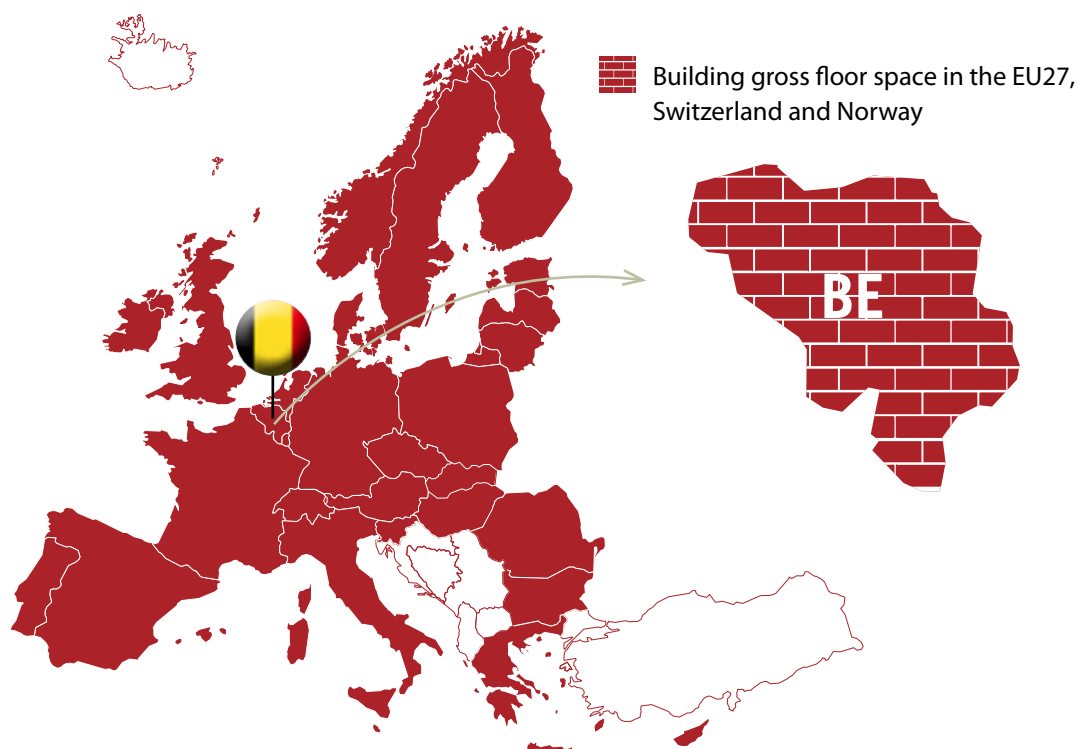 Building gross floor space in the EU27,
Switzerland and Norway
BE